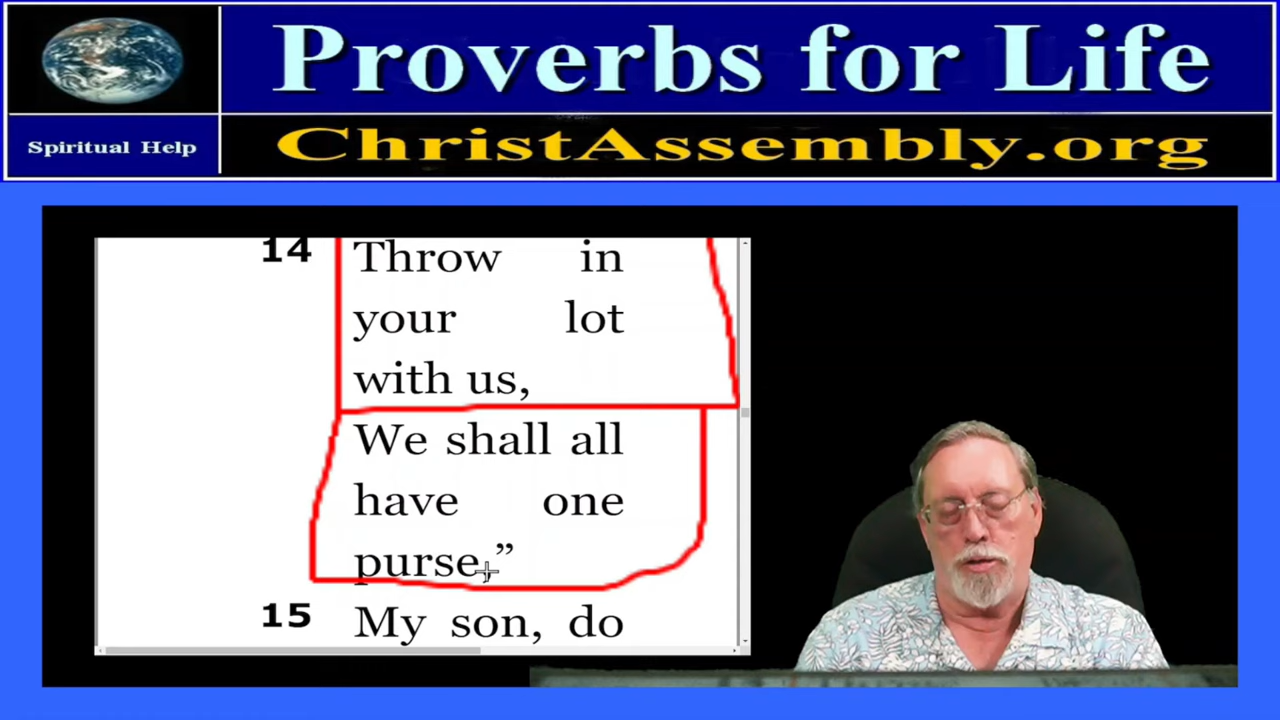 Proverbs for Life
Spiritual Help
ChristAssembly.org
14 Throw in
your lot
with us,
We shall all
have one
purse,”
15 My son, do